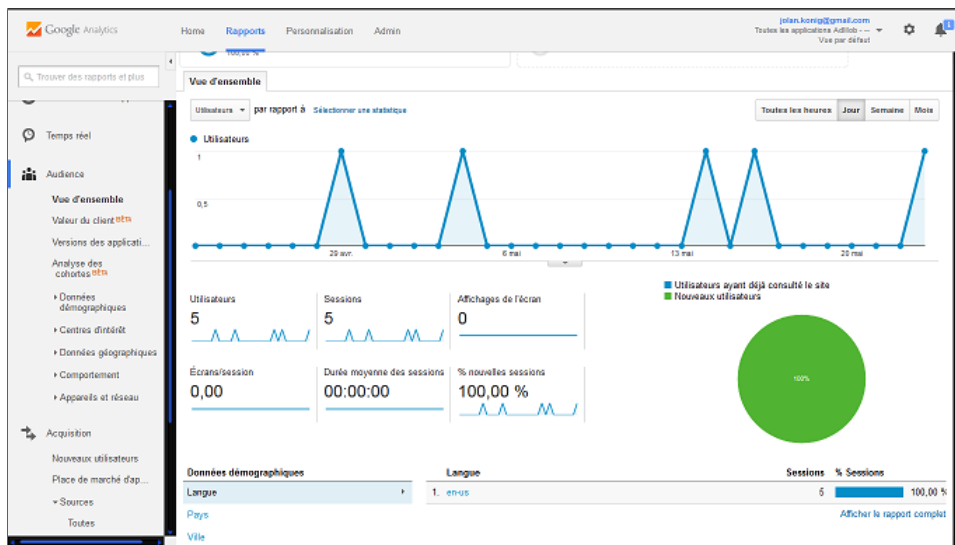 Google Analytics
Home Rapports Personnalisation Admin
jolan.konig@gmail.com
Toutes les applications AdMob - --
Vue par défaut
1
100,00 %
Trouver des rapports et plus
Vue d'ensemble
Utilisateurs par rapport à Sélectionner une statistique
Toutes les heures Jour Semaine Mois
Utilisateurs
1
0,5
29 avr. 6 mai 13 mai 20 mai
Temps réel
Audience
Vue d'ensemble
Valeur du client BÊTA
Versions des applicati...
Analyse des
cohortes BÊTA
Données
démographiques
Centres d'intérêt
Données géographiques
Comportement
Appareils et réseau
Acquisition
Nouveaux utilisateurs
Place de marché d'ap...
Sources
Toutes
Utilisateurs ayant déjà consulté le site
Nouveaux utilisateurs
Utilisateurs
5
Sessions
5
Affichages de l'écran
0
Écrans/session
0,00
Durée moyenne des sessions
00:00:00
% nouvelles sessions
100,00 %
100%
Données démographiques
Langue
Pays
Ville
Langue Sessions % Sessions
1. en-us 5 100,00 %
Afficher le rapport complet